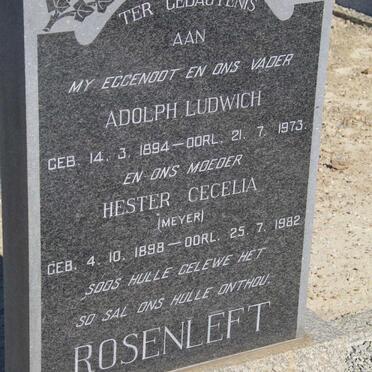 TER GEDAGTENIS
AAN
MY EGGENOOT EN ONS VADER
ADOLPH LUDWICH
GEB. 14. 3. 1894 — OORL. 21. 7. 1973.
EN ONS MOEDER
HESTER CECELIA
(MEYER)
GEB. 4. 10. 1898 — OORL. 25. 7. 1982
SOOS HULLE GELEWE HET
SO SAL ONS HULLE ONTHOU.
ROSENLEFT